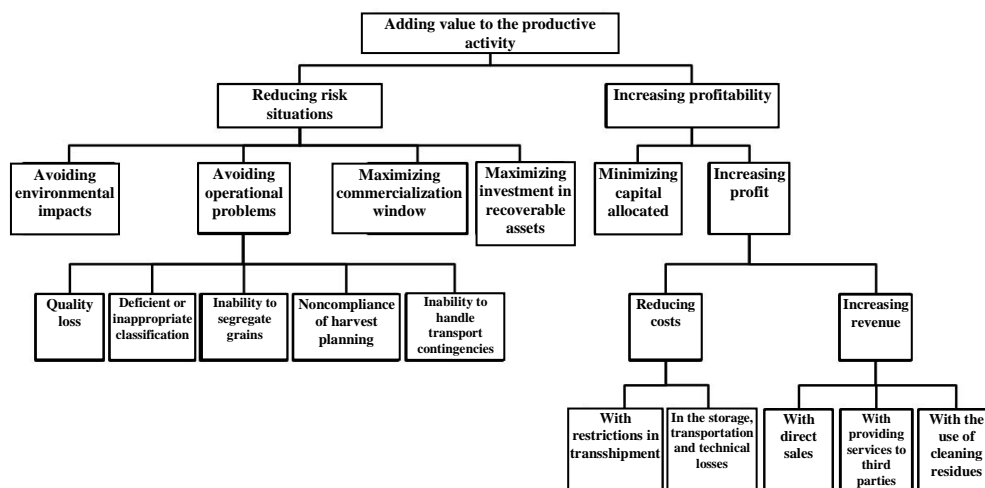 Adding value to the productive
activity
Reducing risk
situations
Increasing profitability
Avoiding
environmental
impacts
Avoiding
operational
problems
Maximizing
commercialization
window
Maximizing
investment in
recoverable
assets
Minimizing
capital
allocated
Increasing
profit
Quality
loss
Deficient or
inappropriate
classification
Inability to
segregate
grains
Noncompliance
of harvest
planning
Inability to
handle
transport
contingencies
Reducing
costs
Increasing
revenue
With
restrictions in
transshipment
In the storage,
transportation
and technical
losses
With
direct
sales
With
providing
services to
third
parties
With the
use of
cleaning
residues